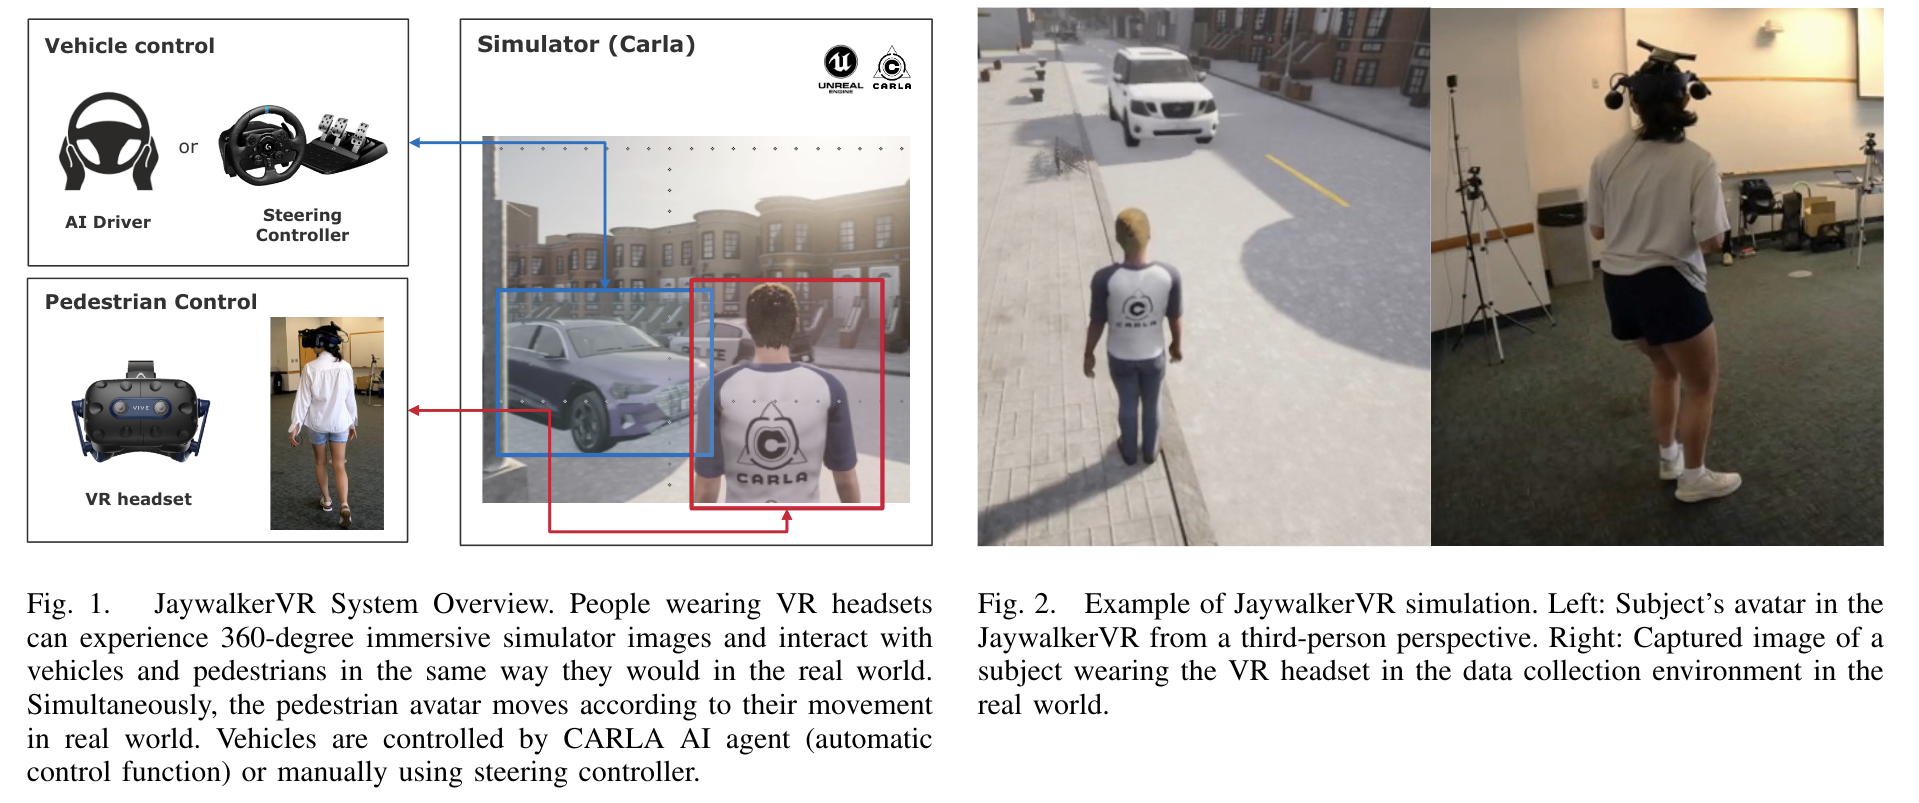 Vehicle control
or
AI Driver
Steering
Controller
Pedestrian Control
VIVE
VR headset
Simulator (Carla)
UNREAL
ENGINE
CARLA
POLICE
C
CARLA
C
CARLA
Fig. 1. JaywalkerVR System Overview. People wearing VR headsets
can experience 360-degree immersive simulator images and interact with
vehicles and pedestrians in the same way they would in the real world.
Simultaneously, the pedestrian avatar moves according to their movement
in real world. Vehicles are controlled by CARLA AI agent (automatic
control function) or manually using steering controller.
Fig. 2. Example of JaywalkerVR simulation. Left: Subject's avatar in the
JaywalkerVR from a third-person perspective. Right: Captured image of a
subject wearing the VR headset in the data collection environment in the
real world.